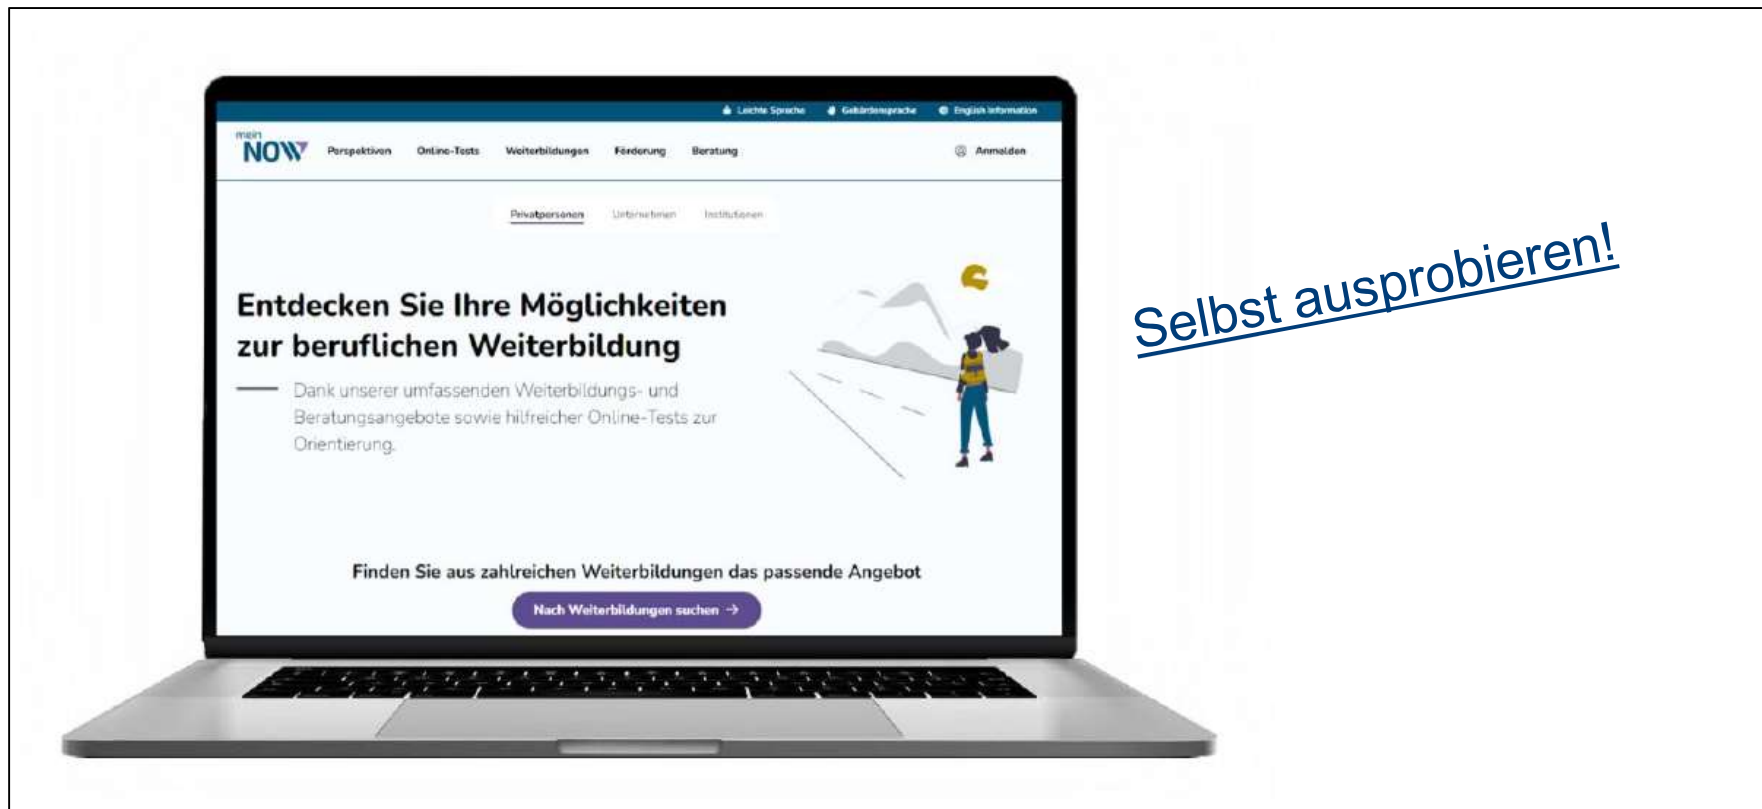 Leichte Sprache Gebärdensprache English Information
mein
NOW Perspektiven Online-Tests Weiterbildungen Förderung Beratung Anmelden
Privatpersonen Unternehmen Institutionen
Entdecken Sie Ihre Möglichkeiten
zur beruflichen Weiterbildung
Dank unserer umfassenden Weiterbildungs- und
Beratungsangebote sowie hilfreicher Online-Tests zur
Orientierung.
Finden Sie aus zahlreichen Weiterbildungen das passende Angebot
Nach Weiterbildungen suchen →
Selbst ausprobieren!